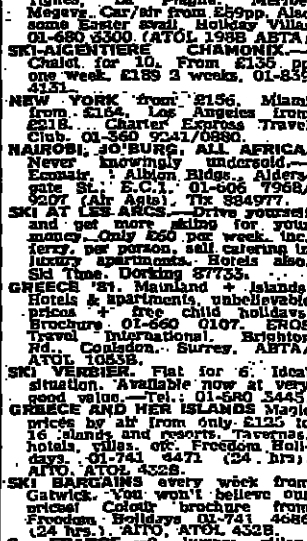 Tignes, La Plagne, Meribel
Megeve. Car/air from £59pp. Also
some Easter avail. Holiday Villas
01-680 3300 (ATOL 198B ABTA)
SKI-ARGENTIERE CHAMONIX.—
Chalet for 10. From £135 pp
one week, £189 2 weeks. 01-835
4131.
NEW YORK from £156. Miami
from £164. Los Angeles from
£218. Charter Express Travel
Club. 01-360 9241/0880.
NAIROBI, JO'BURG, ALL AFRICA
Never knowingly undersold.—
Econair, Albion Bldgs., Alders-
gate St., E.C.1. 01-606 7968/
9207 (Air Agts). Tlx 884977.
SKI AT LES ARCS.—Drive yourself
and get more skiing for your
money. Only £60 per week, inc.
ferry, per person, self catering in
luxury apartments. Hotels also.
Ski Time. Dorking 87733.
GREECE '81. Mainland + Islands
Hotels & apartments, unbelievable
prices + free child holidays.
Brochure 01-660 0107. EROS
Travel International, Brighton
Rd., Coulsdon, Surrey. ABTA/
ATOL 1033B.
SKI VERBIER. Flat for 6. Ideal
situation. Available now at very
good value.—Tel.: 01-580 3445
GREECE AND HER ISLANDS Magic
prices by air from only £125 to
16 islands and resorts. Tavernas,
hotels, villas, etc. Freedom Holi-
days. 01-741 4471 (24 hrs)
AITO. ATOL 432B.
SKI BARGAINS every week from
Gatwick. You won't believe our
prices! Colour brochure from
Freedom Holidays 01-741 4686
(24 hrs.). AITO. ATOL 432B.